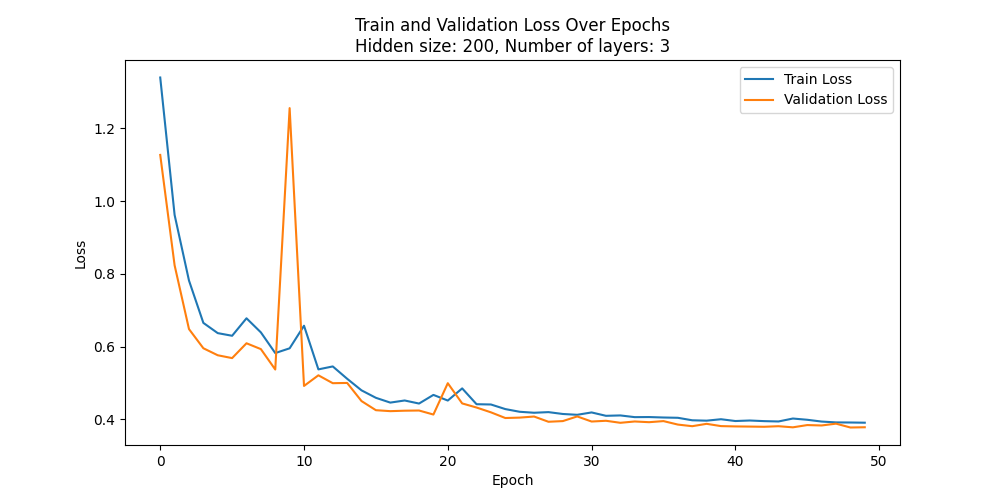 Train and Validation Loss Over Epochs
Hidden size: 200, Number of layers: 3
Train Loss
Validation Loss
1.2
1.0
0.8
0.6
0.4
Loss
0
10
20
30
40
50
Epoch